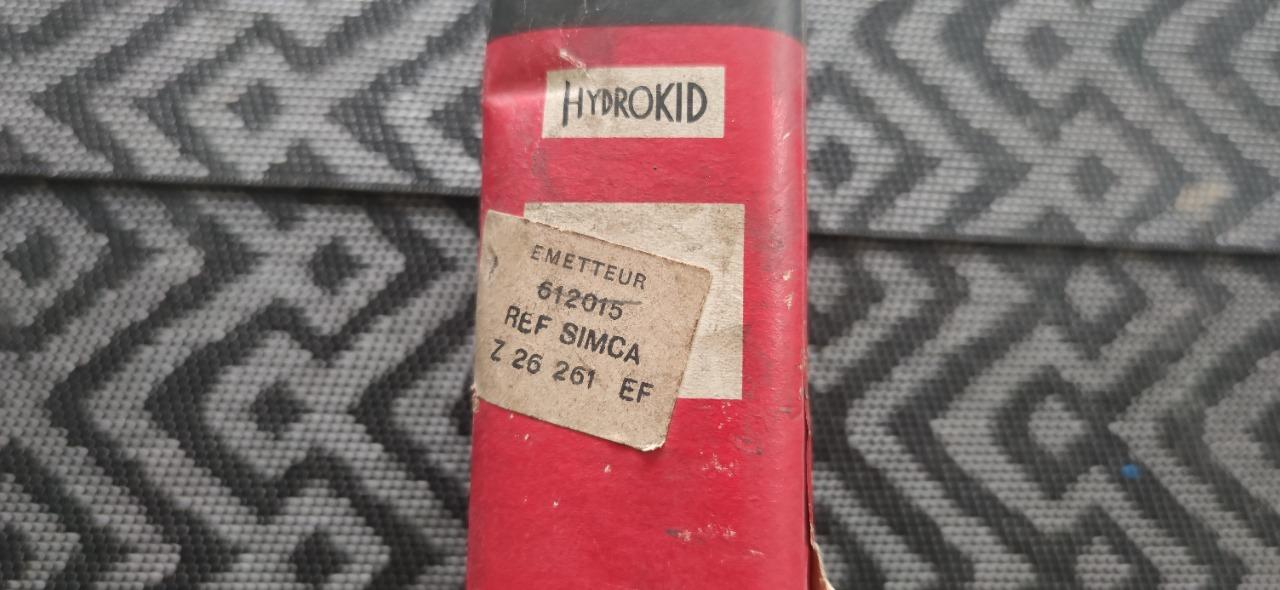 HYDROKID
EMETTEUR
612015
REF SIMCA
Z 26 261 EF